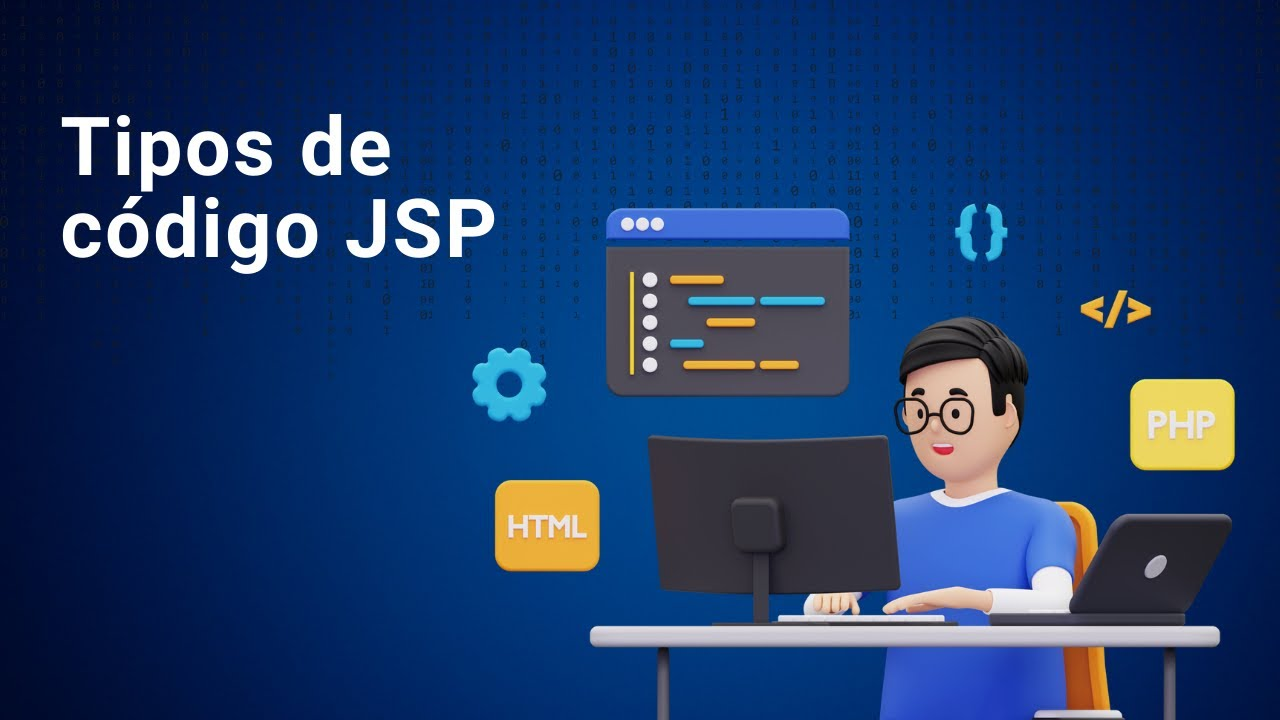 Tipos de
código JSP
{}
</>
PHP
HTML